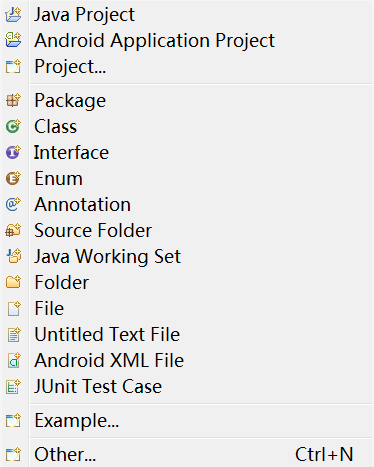 Java Project
Android Application Project
Project...
Package
Class
Interface
Enum
Annotation
Source Folder
Java Working Set
Folder
File
Untitled Text File
Android XML File
JUnit Test Case
Example...
Other... Ctrl+N